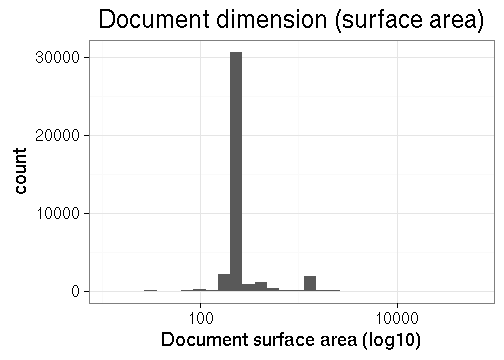 Document dimension (surface area)
30000
20000
10000
0
count
100
10000
Document surface area (log10)